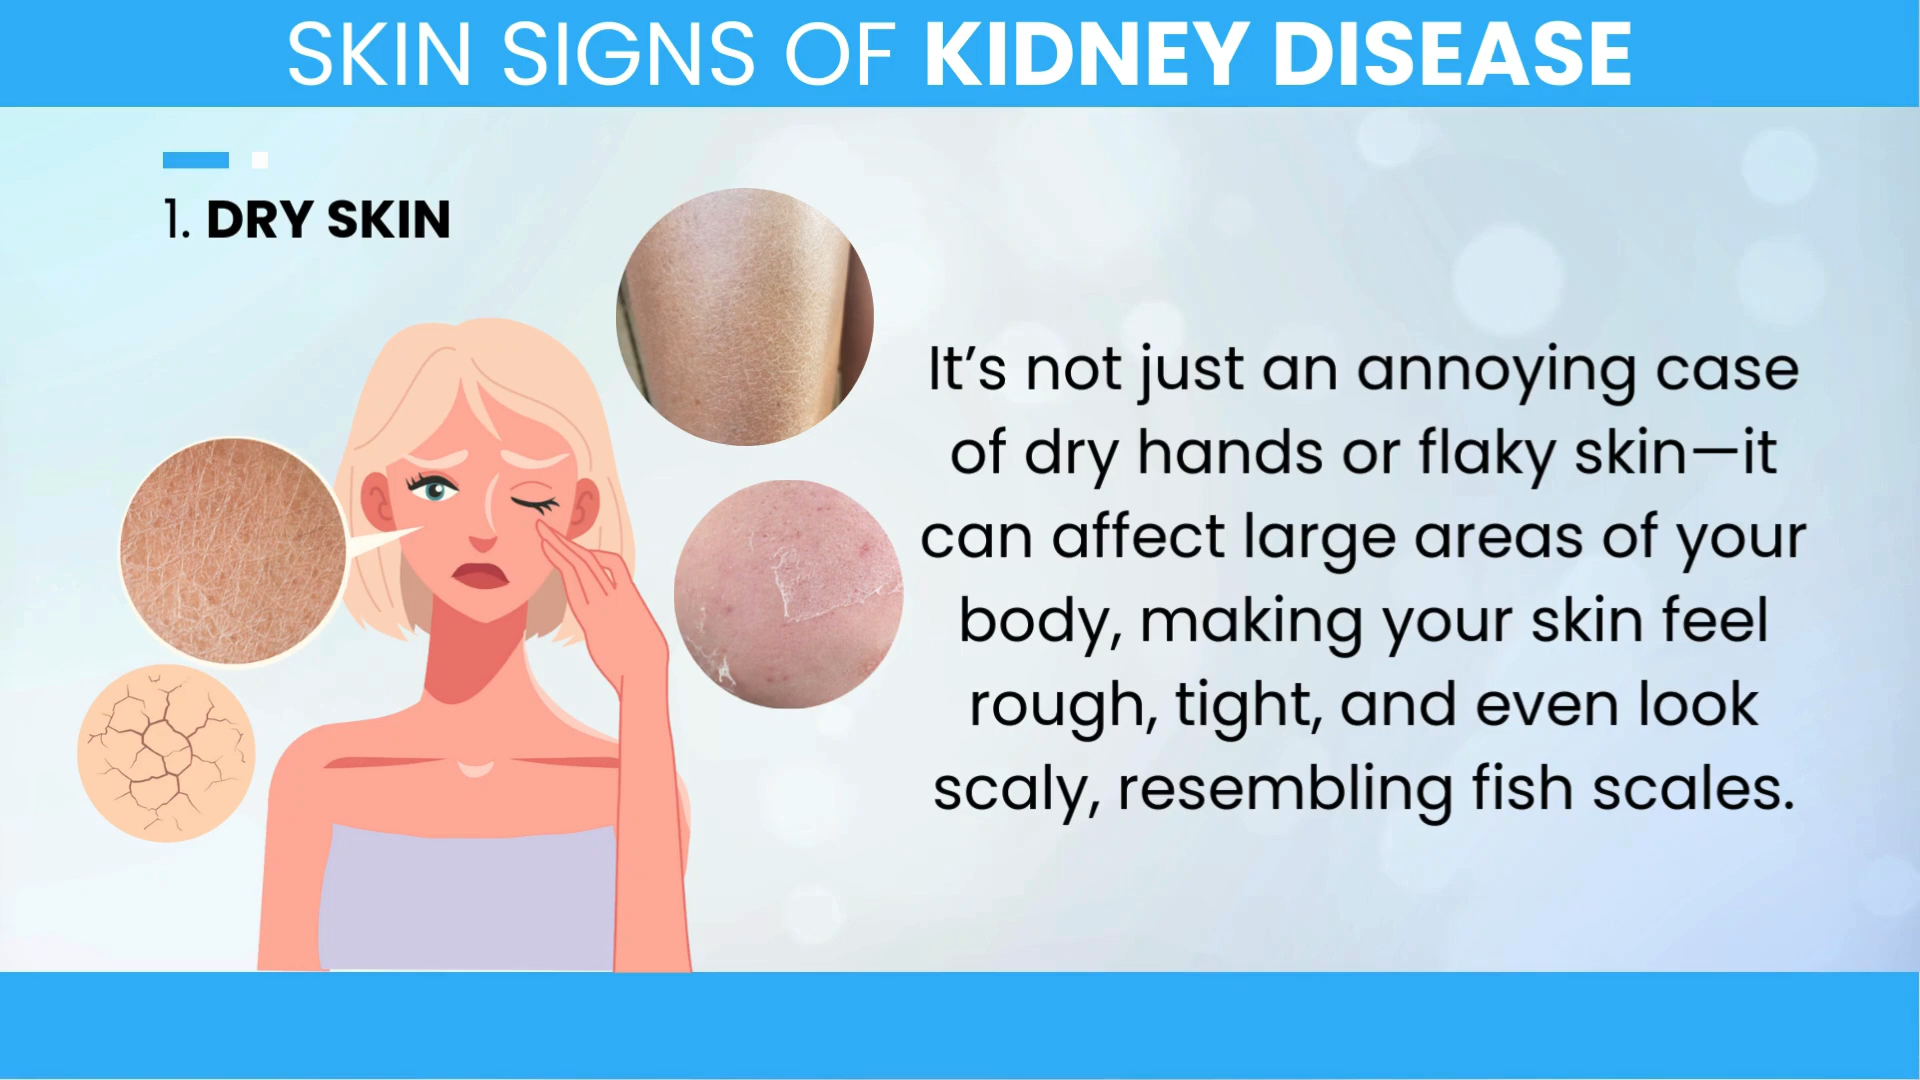 SKIN SIGNS OF KIDNEY DISEASE
1. DRY SKIN
It’s not just an annoying case
of dry hands or flaky skin—it
can affect large areas of your
body, making your skin feel
rough, tight, and even look
scaly, resembling fish scales.